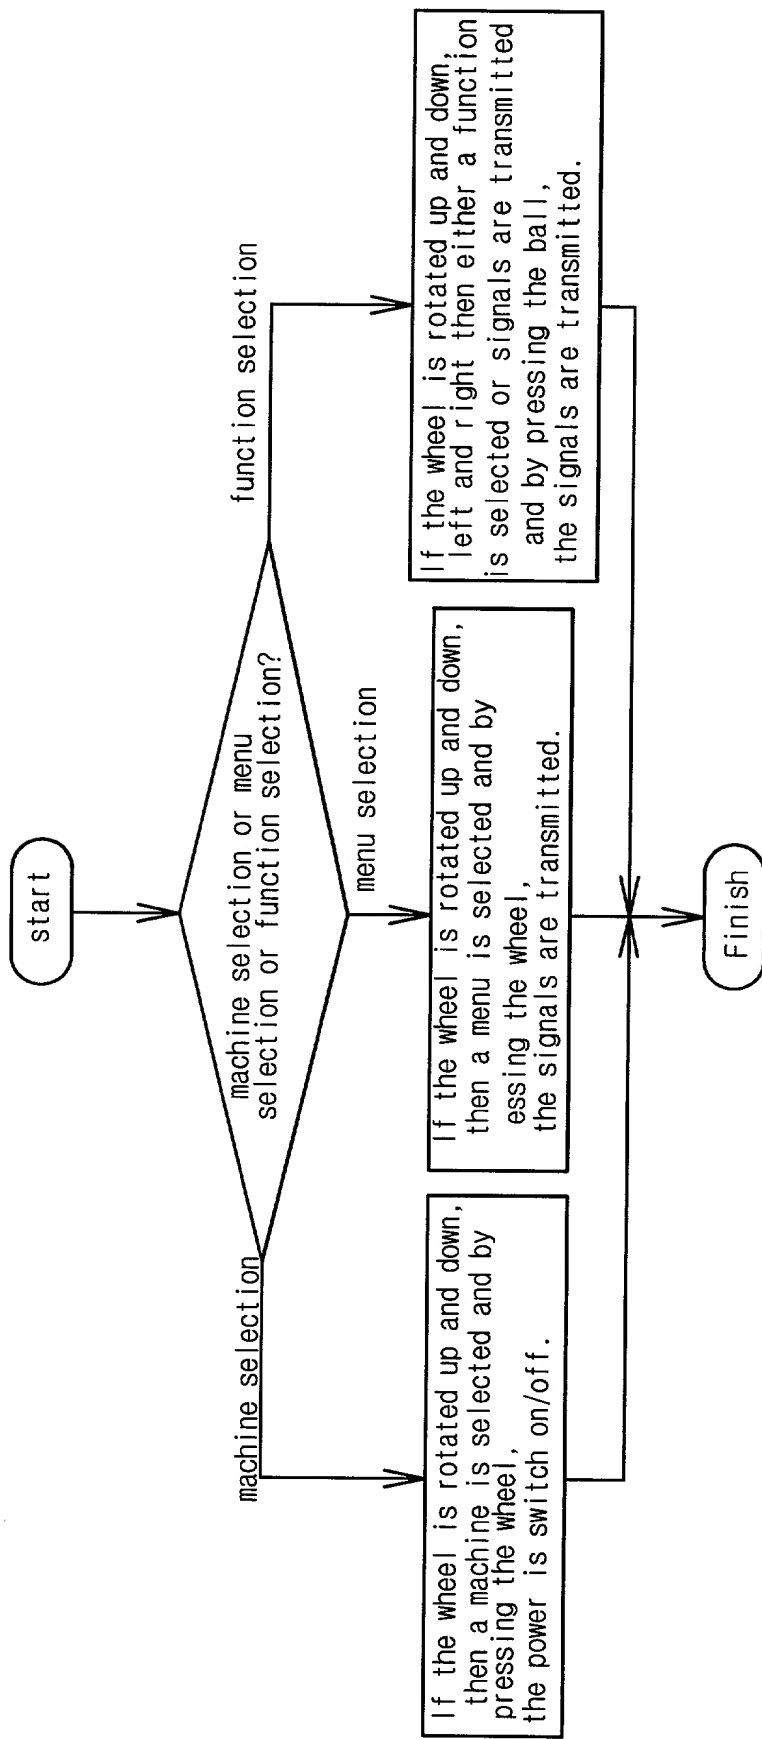 start
machine selection or menu
selection or function selection?
machine selection
menu selection
function selection
If the wheel is rotated up and down,
then a machine is selected and by
pressing the wheel,
the power is switch on/off.
If the wheel is rotated up and down,
then a menu is selected and by
essing the wheel,
the signals are transmitted.
If the wheel is rotated up and down,
left and right then either a function
is selected or signals are transmitted
and by pressing the ball,
the signals are transmitted.
Finish